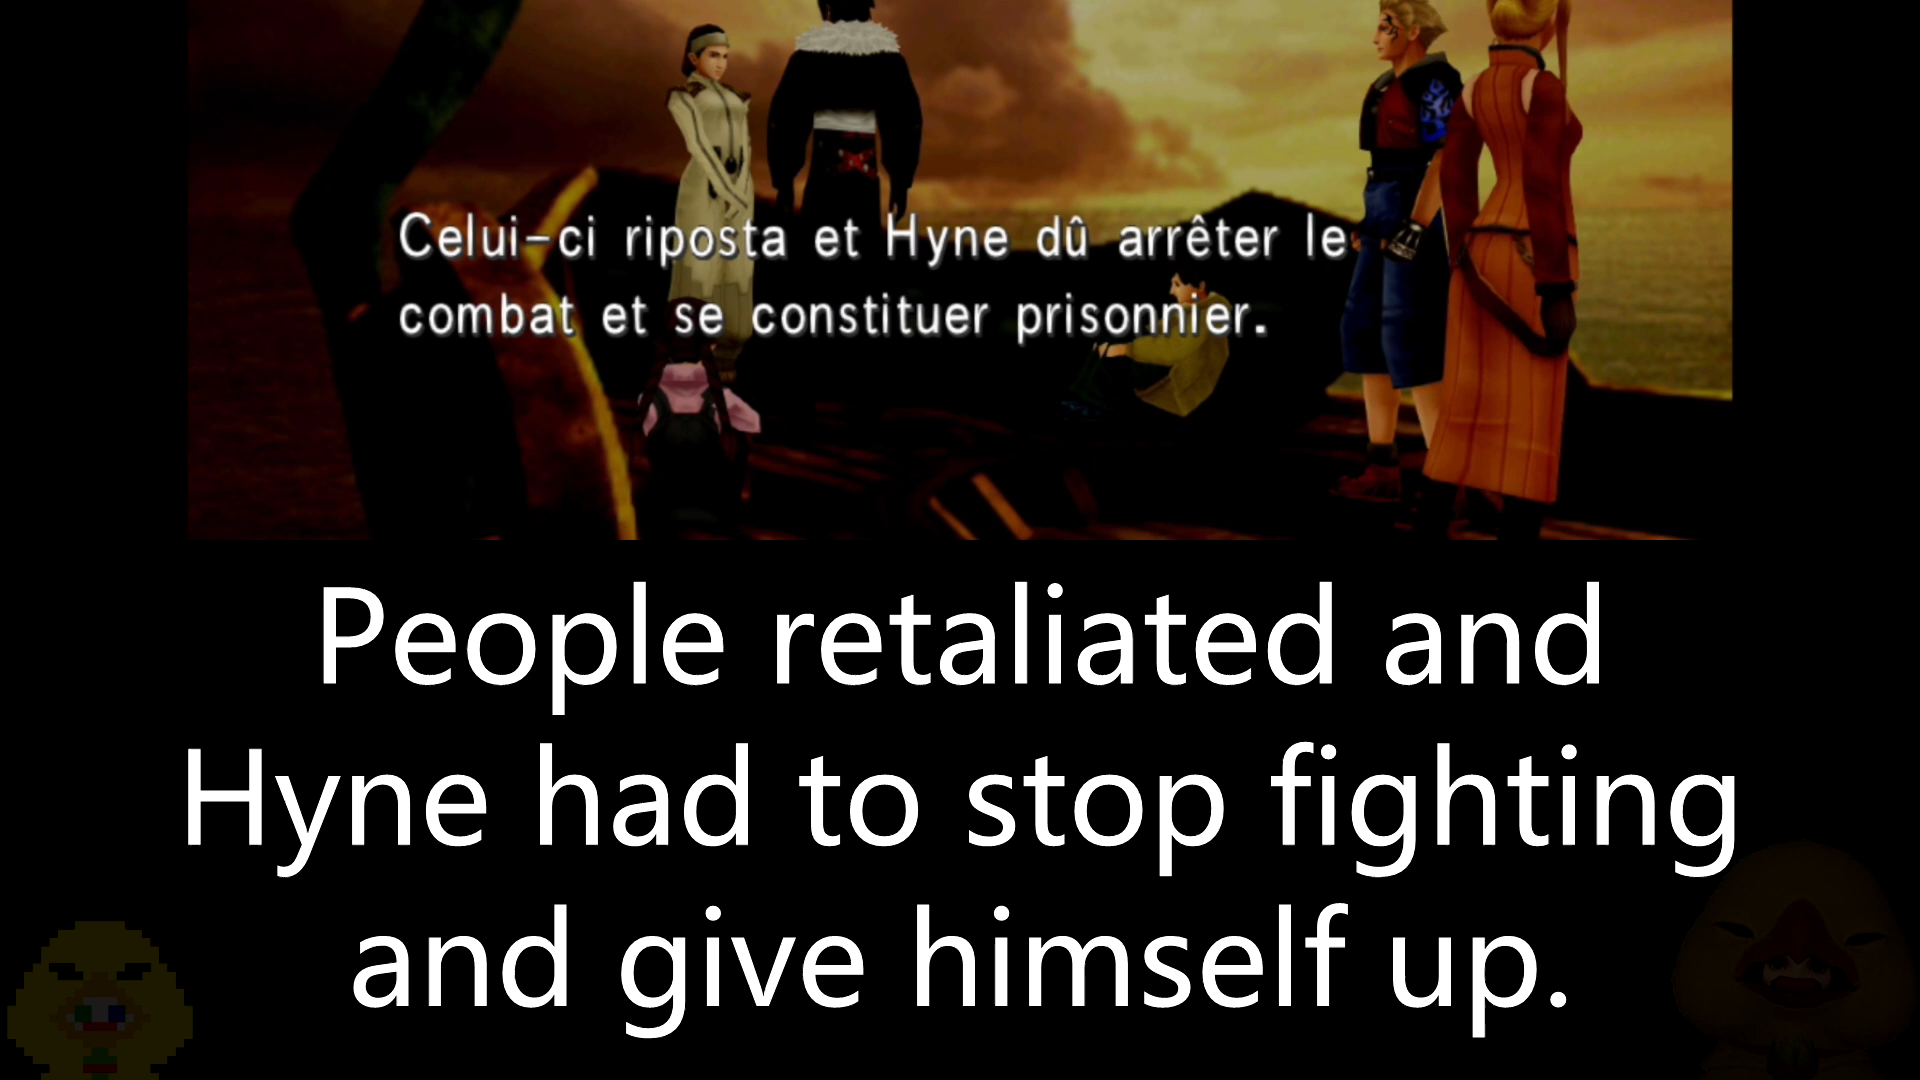 Celui-ci riposta et Hyne dû arrêter le
combat et se constituer prisonnier.
People retaliated and
Hyne had to stop fighting
and give himself up.